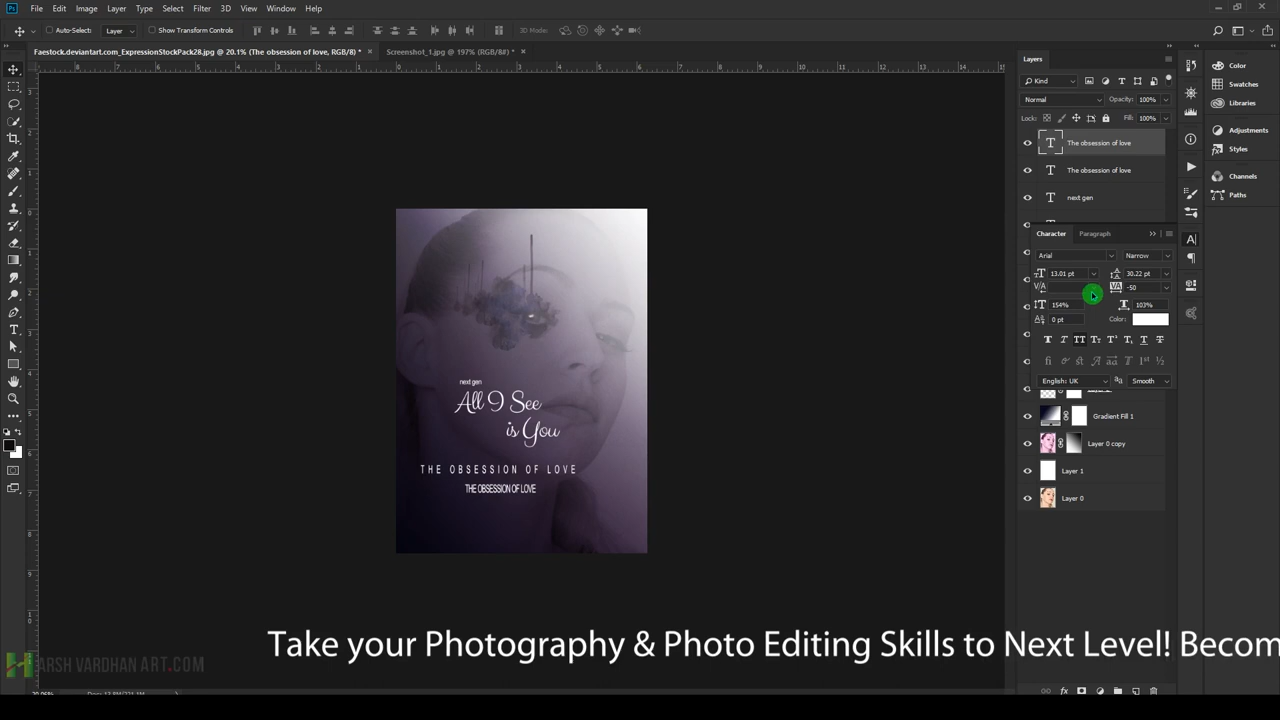 File Edit Image Layer Type Select Filter 3D View Window Help
Auto-Select: Layer Show Transform Controls 3D Mode:
Faestock.deviantart.com_ExpressionStockPack28.jpg @ 20.1% (The obsession of love, RGB/8) * × Screenshot_1.jpg @ 197% (RGB/8#) * ×
Layers
Kind
Normal Opacity: 100%
Lock: Fill: 100%
The obsession of love
The obsession of love
next gen
Character Paragraph
Arial Narrow
13.01 pt 30.22 pt
-50
154% 103%
0 pt Color:
English: UK Smooth
Gradient Fill 1
Layer 0 copy
Layer 1
Layer 0
Color
Swatches
Libraries
Adjustments
Styles
Channels
Paths
next gen
All I See
is You
THE OBSESSION OF LOVE
THE OBSESSION OF LOVE
Take your Photography & Photo Editing Skills to Next Level! Becom
HARSH VARDHAN ART.COM